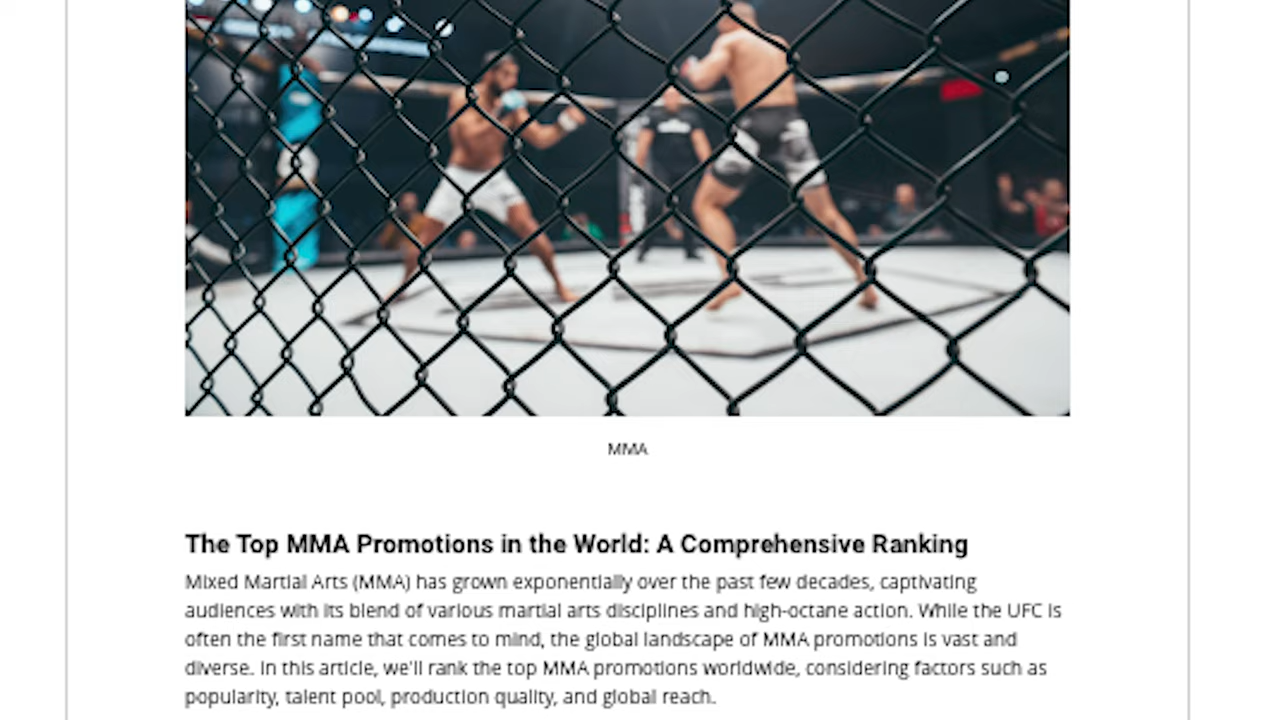 MMA
The Top MMA Promotions in the World: A Comprehensive Ranking
Mixed Martial Arts (MMA) has grown exponentially over the past few decades, captivating
audiences with its blend of various martial arts disciplines and high-octane action. While the UFC is
often the first name that comes to mind, the global landscape of MMA promotions is vast and
diverse. In this article, we'll rank the top MMA promotions worldwide, considering factors such as
popularity, talent pool, production quality, and global reach.